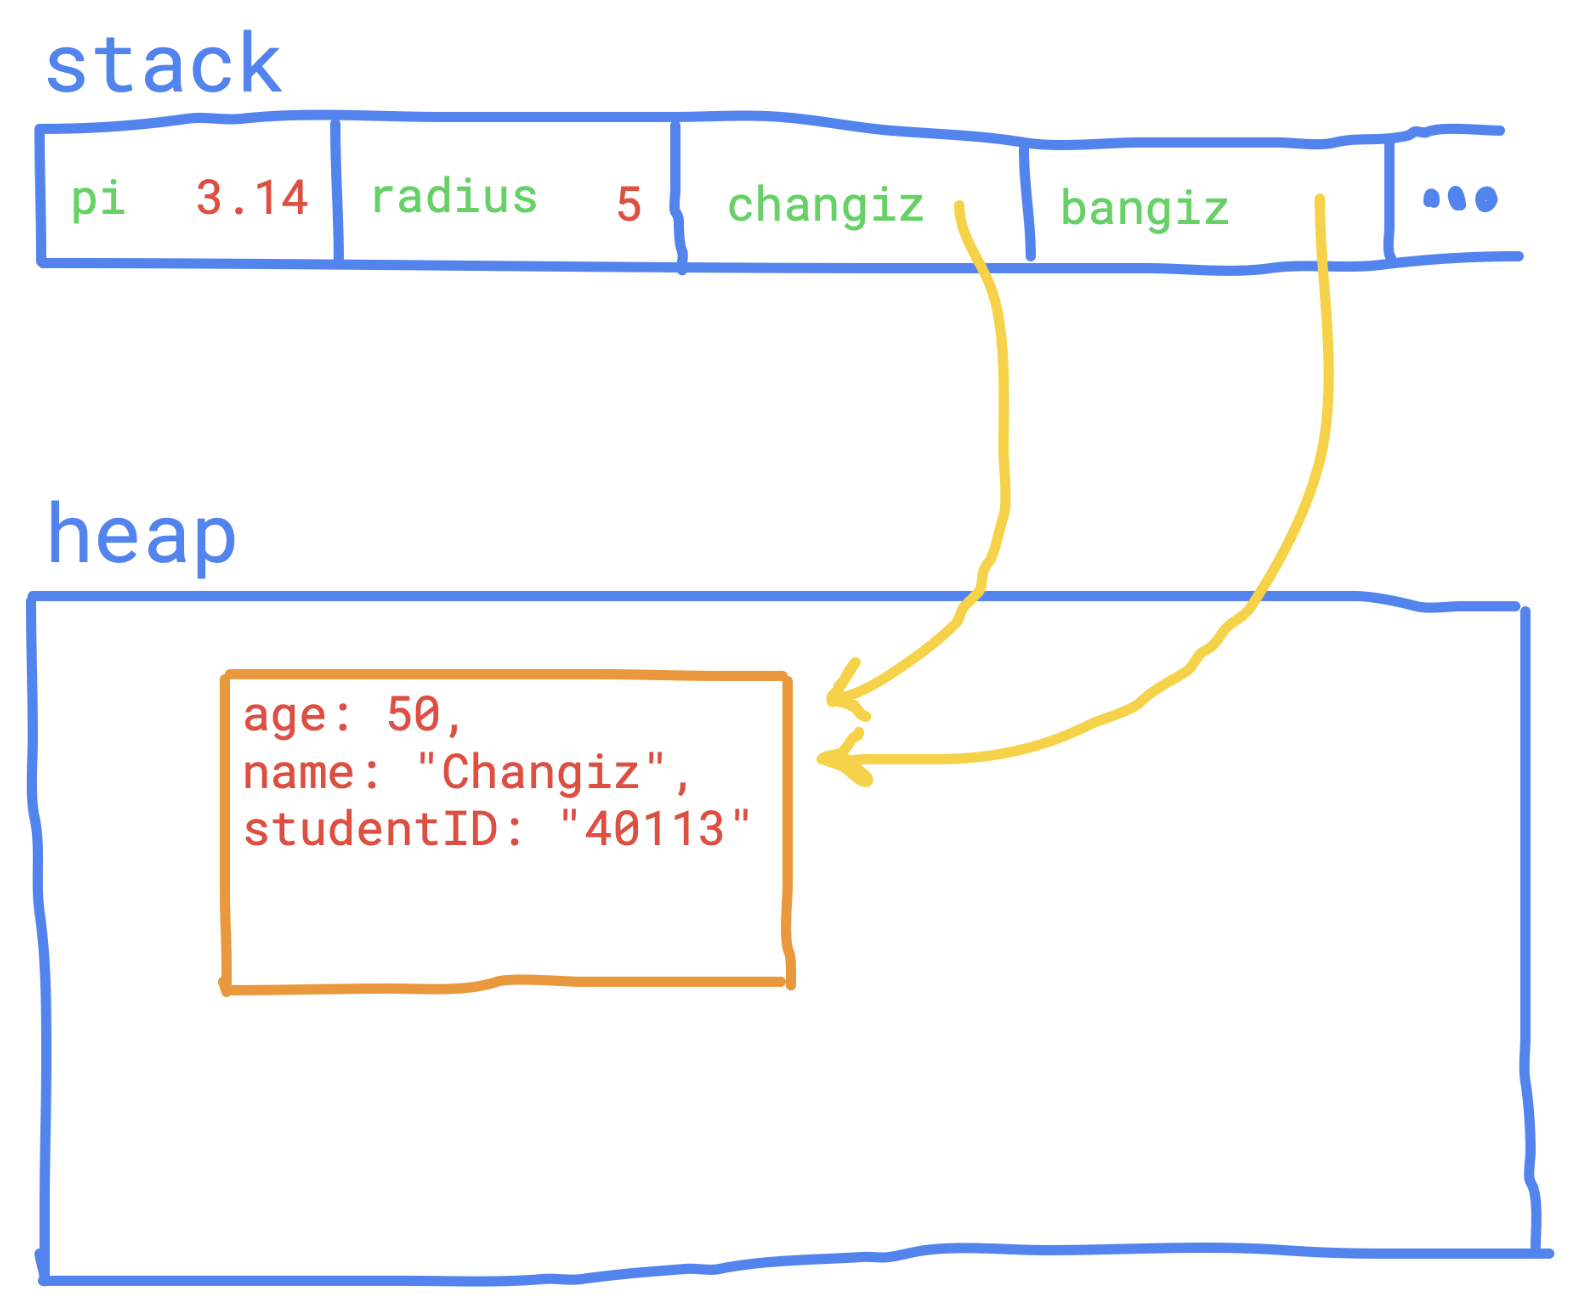 stack
pi 3.14 radius 5 changiz bangiz ...
heap
age: 50,
name: "Changiz",
studentID: "40113"